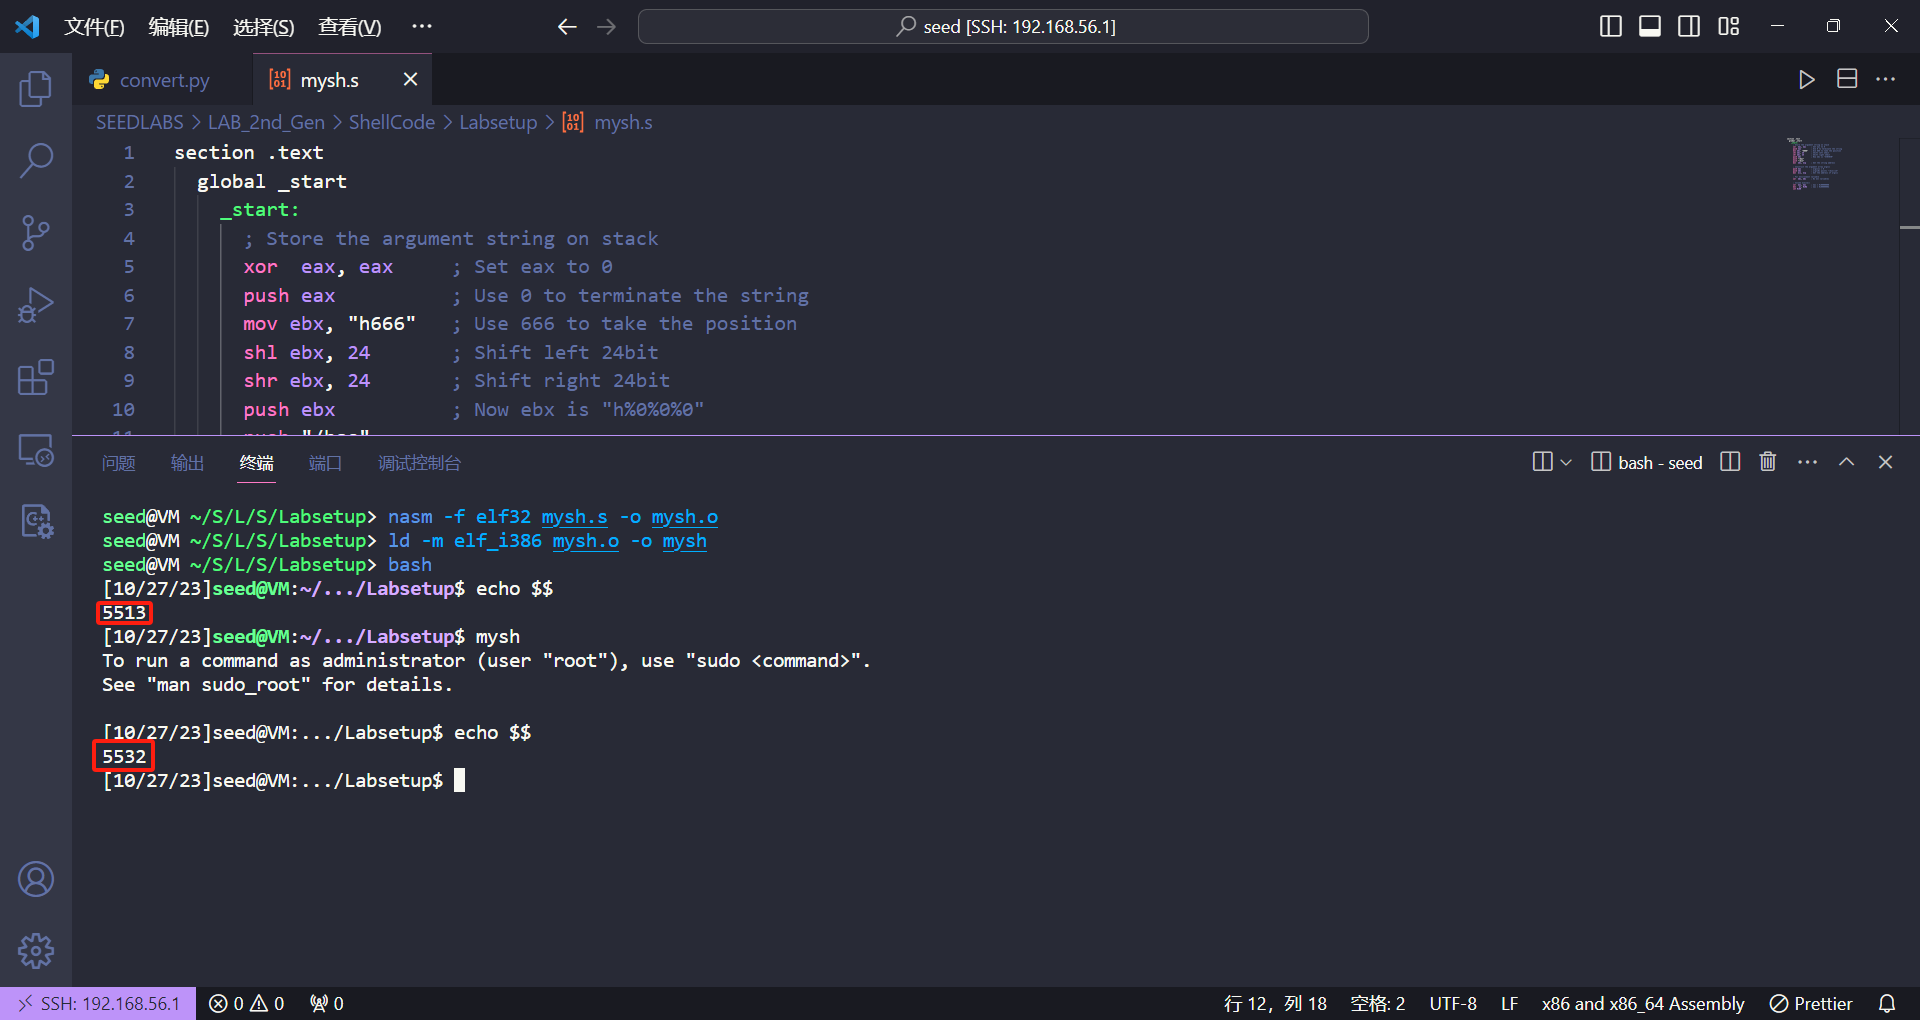 文件(F) 编辑(E) 选择(S) 查看(V) ··· seed [SSH: 192.168.56.1]
convert.py mysh.s
SEEDLABS > LAB_2nd_Gen > ShellCode > Labsetup > mysh.s
1 section .text
2 global _start
3 _start:
4 ; Store the argument string on stack
5 xor eax, eax ; Set eax to 0
6 push eax ; Use 0 to terminate the string
7 mov ebx, "h666" ; Use 666 to take the position
8 shl ebx, 24 ; Shift left 24bit
9 shr ebx, 24 ; Shift right 24bit
10 push ebx ; Now ebx is "h%0%0%0"
问题 输出 终端 端口 调试控制台 bash - seed
seed@VM ~/S/L/S/Labsetup> nasm -f elf32 mysh.s -o mysh.o
seed@VM ~/S/L/S/Labsetup> ld -m elf_i386 mysh.o -o mysh
seed@VM ~/S/L/S/Labsetup> bash
[10/27/23]seed@VM:~/.../Labsetup$ echo $$
5513
[10/27/23]seed@VM:~/.../Labsetup$ mysh
To run a command as administrator (user "root"), use "sudo <command>".
See "man sudo_root" for details.
[10/27/23]seed@VM:.../Labsetup$ echo $$
5532
[10/27/23]seed@VM:.../Labsetup$
SSH: 192.168.56.1 0 0 0 行 12，列 18 空格: 2 UTF-8 LF x86 and x86_64 Assembly Prettier